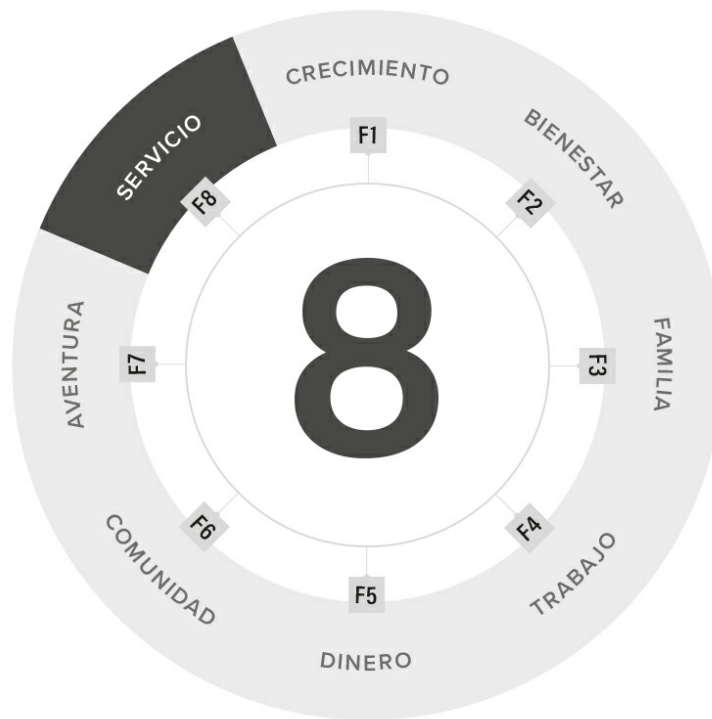 CRECIMIENTO
F1
BIENESTAR
F2
FAMILIA
F3
TRABAJO
F4
DINERO
F5
COMUNIDAD
F6
AVENTURA
F7
SERVICIO
F8
8